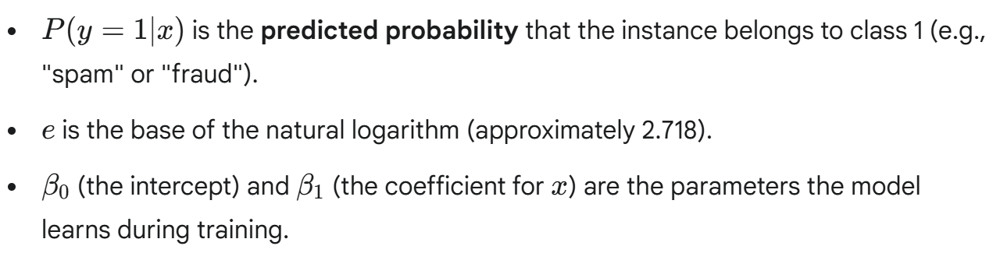 • P(y = 1|x) is the predicted probability that the instance belongs to class 1 (e.g.,
"spam" or "fraud").
• e is the base of the natural logarithm (approximately 2.718).
• β₀ (the intercept) and β₁ (the coefficient for x) are the parameters the model
learns during training.